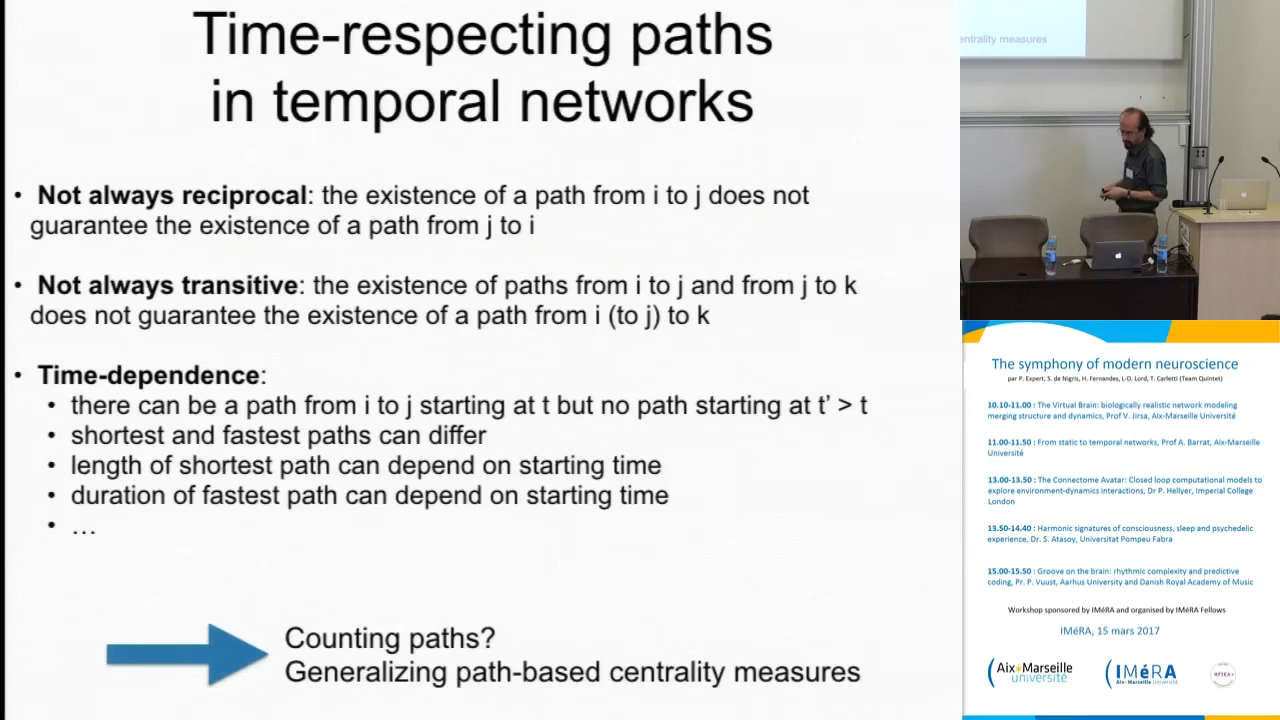 Time-respecting paths
in temporal networks
• Not always reciprocal: the existence of a path from i to j does not
guarantee the existence of a path from j to i
• Not always transitive: the existence of paths from i to j and from j to k
does not guarantee the existence of a path from i (to j) to k
• Time-dependence:
• there can be a path from i to j starting at t but no path starting at t' > t
• shortest and fastest paths can differ
• length of shortest path can depend on starting time
• duration of fastest path can depend on starting time
• …
Counting paths?
Generalizing path-based centrality measures
entrality measures
The symphony of modern neuroscience
par P. Expert, S. de Nigris, H. Fernandes, L-D. Lord, T. Carletti (Team Quintet)
10.10-11.00 : The Virtual Brain: biologically realistic network modeling
merging structure and dynamics, Prof V. Jirsa, Aix-Marseille Université
11.00-11.50 : From static to temporal networks, Prof A. Barrat, Aix-Marseille
Université
13.00-13.50 : The Connectome Avatar: Closed loop computational models to
explore environment-dynamics interactions, Dr P. Hellyer, Imperial College
London
13.50-14.40 : Harmonic signatures of consciousness, sleep and psychedelic
experience, Dr. S. Atasoy, Universitat Pompeu Fabra
15.00-15.50 : Groove on the brain: rhythmic complexity and predictive
coding, Pr. P. Vuust, Aarhus University and Danish Royal Academy of Music
Workshop sponsored by IMéRA and organised by IMéRA Fellows
IMéRA, 15 mars 2017
Aix Marseille
université
IMéRA
Aix-Marseille Université